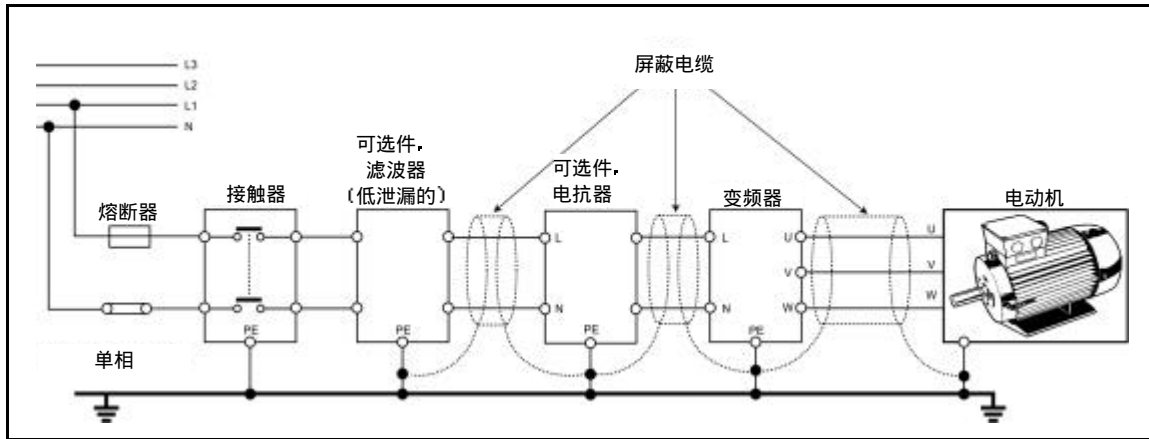 L3
L2
L1
N
屏蔽电缆
可选件,
滤波器
(低泄漏的)
可选件,
电抗器
熔断器
接触器
变频器
电动机
L
L
U
U
V
V
N
N
W
W
PE
PE
PE
PE
单相